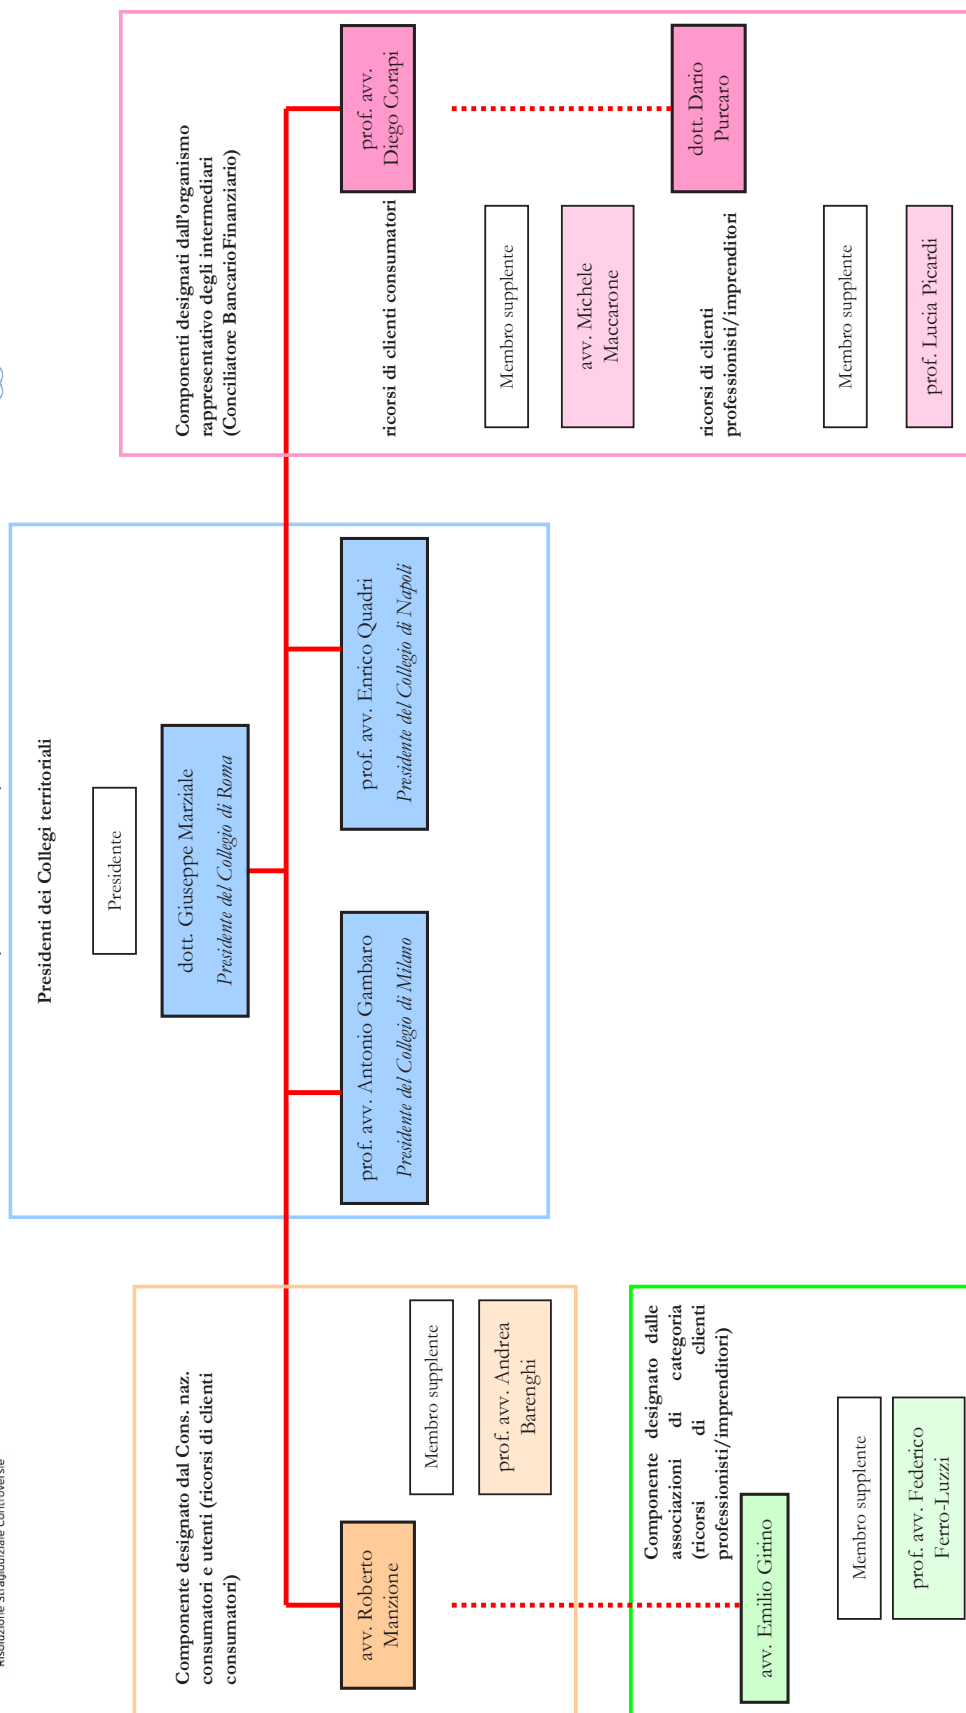 Risoluzione Stragiudiziale Controversie
Presidenti dei Collegi territoriali
Presidente
dott. Giuseppe Marziale
Presidente del Collegio di Roma
prof. avv. Antonio Gambaro
Presidente del Collegio di Milano
prof. avv. Enrico Quadri
Presidente del Collegio di Napoli
Componente designato dal Cons. naz.
consumatori e utenti (ricorsi di clienti
consumatori)
avv. Roberto
Manzione
Membro supplente
prof. avv. Andrea
Barenghi
Componente designato dalle
associazioni di categoria
(ricorsi di clienti
professionisti/imprenditori)
avv. Emilio Girino
Membro supplente
prof. avv. Federico
Ferro-Luzzi
Componenti designati dall'organismo
rappresentativo degli intermediari
(Conciliatore BancarioFinanziario)
prof. avv.
Diego Corapi
ricorsi di clienti consumatori
Membro supplente
avv. Michele
Maccarone
dott. Dario
Purcaro
ricorsi di clienti
professionisti/imprenditori
Membro supplente
prof. Lucia Picardi